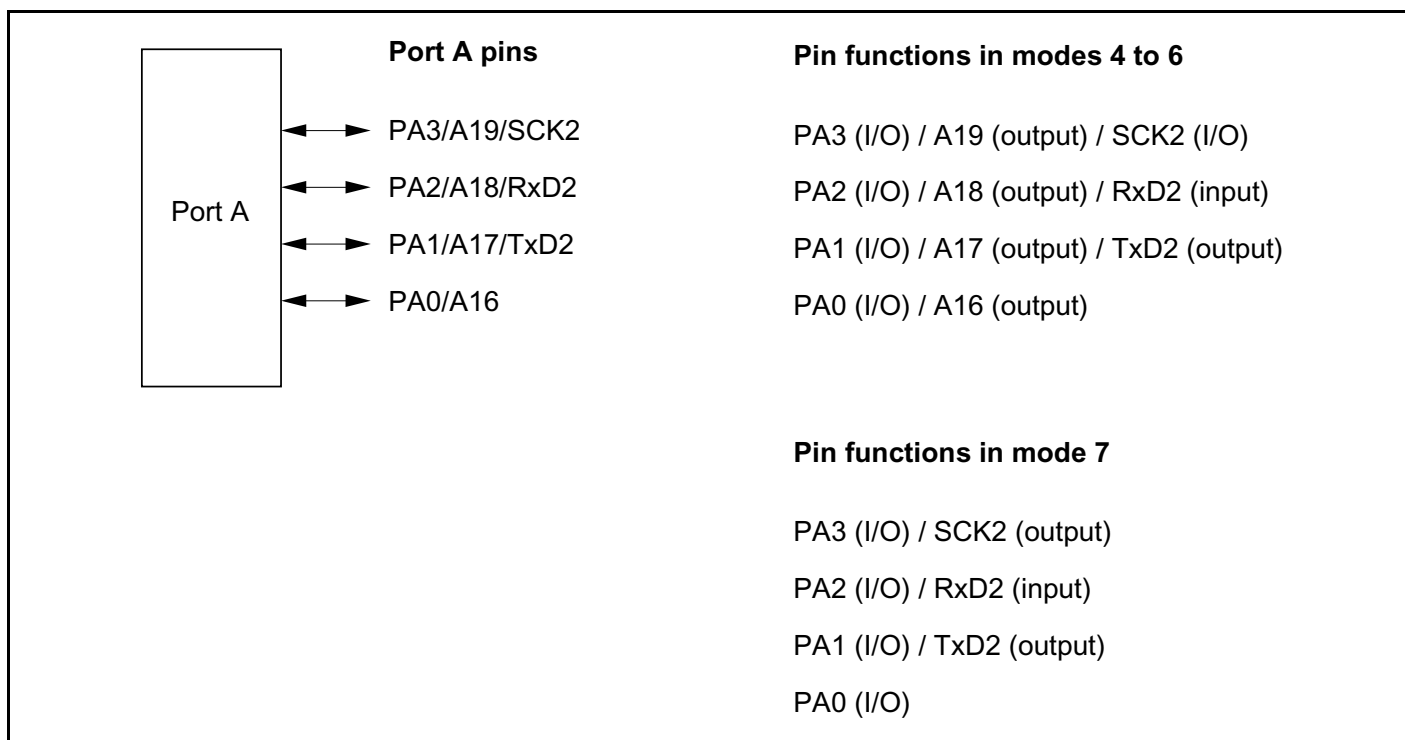 Port A
Port A pins
PA3/A19/SCK2
PA2/A18/RxD2
PA1/A17/TxD2
PA0/A16
Pin functions in modes 4 to 6
PA3 (I/O) / A19 (output) / SCK2 (I/O)
PA2 (I/O) / A18 (output) / RxD2 (input)
PA1 (I/O) / A17 (output) / TxD2 (output)
PA0 (I/O) / A16 (output)
Pin functions in mode 7
PA3 (I/O) / SCK2 (output)
PA2 (I/O) / RxD2 (input)
PA1 (I/O) / TxD2 (output)
PA0 (I/O)